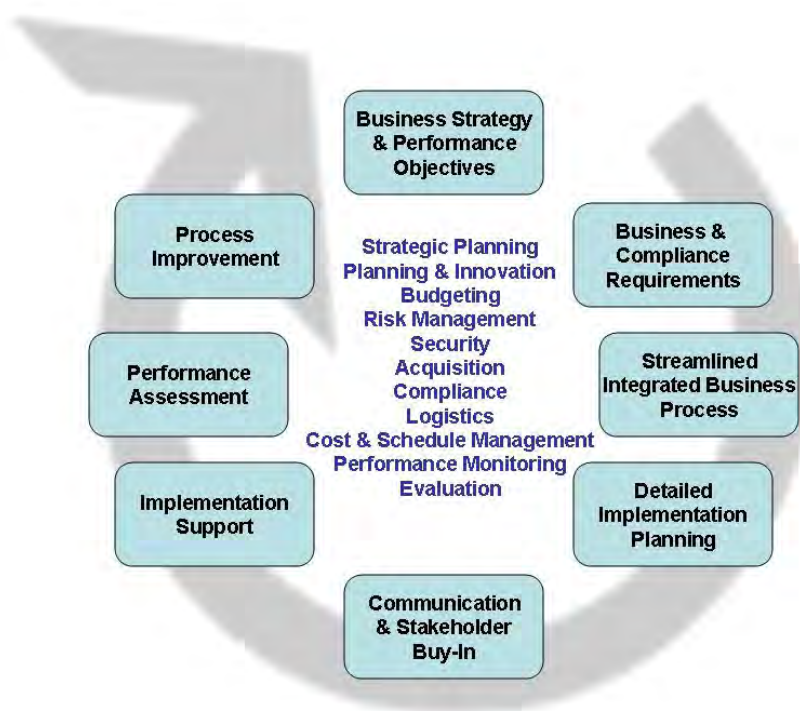 Business Strategy
& Performance
Objectives
Business &
Compliance
Requirements
Streamlined
Integrated Business
Process
Detailed
Implementation
Planning
Communication
& Stakeholder
Buy-In
Implementation
Support
Performance
Assessment
Process
Improvement
Strategic Planning
Planning & Innovation
Budgeting
Risk Management
Security
Acquisition
Compliance
Logistics
Cost & Schedule Management
Performance Monitoring
Evaluation